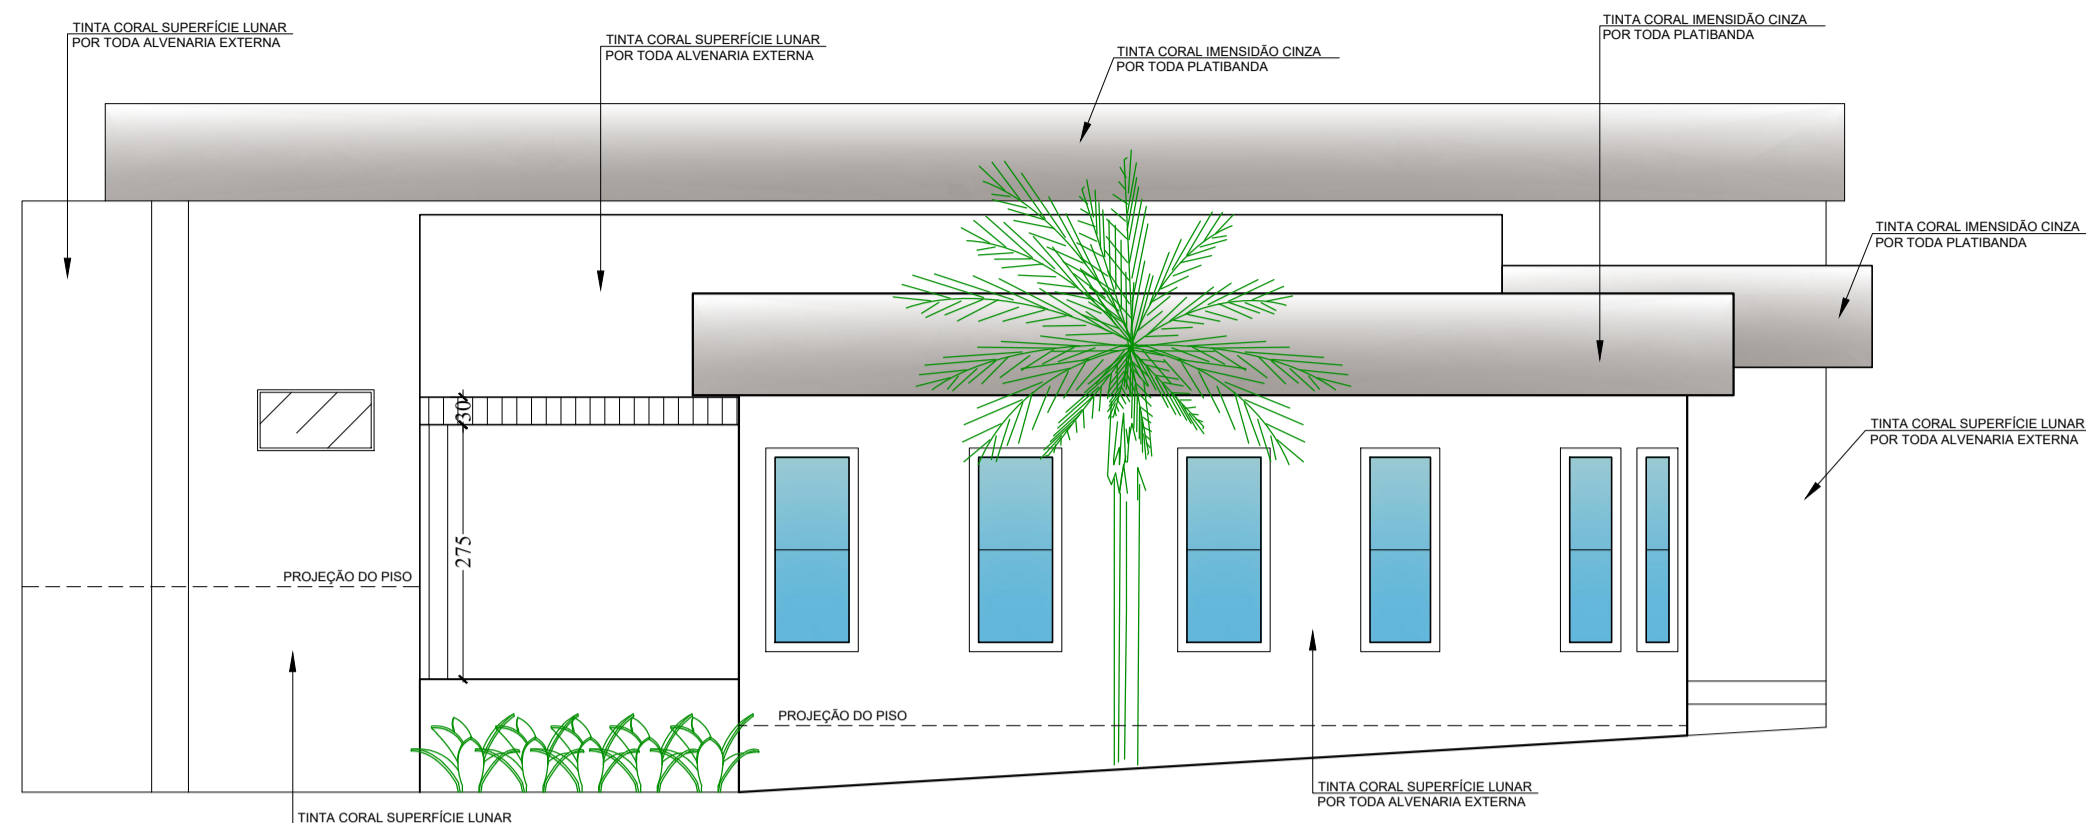 TINTA CORAL SUPERFÍCIE LUNAR
POR TODA ALVENARIA EXTERNA
TINTA CORAL SUPERFÍCIE LUNAR
POR TODA ALVENARIA EXTERNA
TINTA CORAL IMENSIDÃO CINZA
POR TODA PLATIBANDA
TINTA CORAL IMENSIDÃO CINZA
POR TODA PLATIBANDA
TINTA CORAL IMENSIDÃO CINZA
POR TODA PLATIBANDA
30
TINTA CORAL SUPERFÍCIE LUNAR
POR TODA ALVENARIA EXTERNA
275
PROJEÇÃO DO PISO
PROJEÇÃO DO PISO
TINTA CORAL SUPERFÍCIE LUNAR
POR TODA ALVENARIA EXTERNA
TINTA CORAL SUPERFÍCIE LUNAR